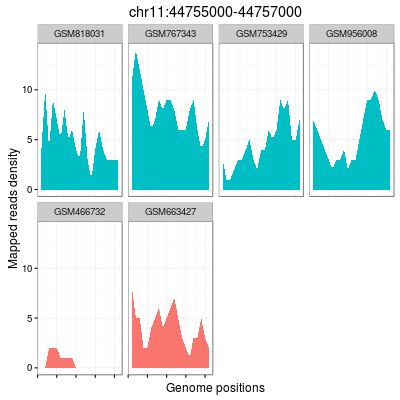 chr11:44755000-44757000
GSM818031 GSM767343 GSM753429 GSM956008
10
5
0
GSM466732 GSM663427
10
5
0
Mapped reads density
Genome positions